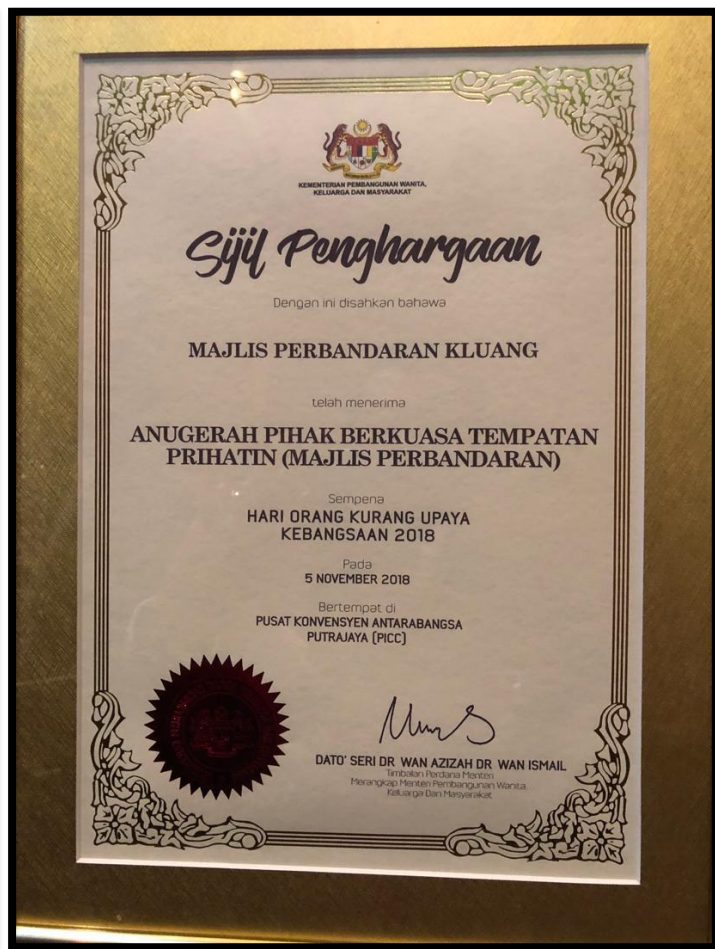 KEMENTERIAN PEMBANGUNAN WANITA,
KELUARGA DAN MASYARAKAT
Sijil Penghargaan
Dengan ini disahkan bahawa
MAJLIS PERBANDARAN KLUANG
telah menerima
ANUGERAH PIHAK BERKUASA TEMPATAN
PRIHATIN (MAJLIS PERBANDARAN)
Sempena
HARI ORANG KURANG UPAYA
KEBANGSAAN 2018
Pada
5 NOVEMBER 2018
Bertempat di
PUSAT KONVENSYEN ANTARABANGSA
PUTRAJAYA (PICC)
DATO' SERI DR WAN AZIZAH DR WAN ISMAIL
Timbalan Perdana Menteri
Merangkap Menteri Pembangunan Wanita,
Keluarga Dan Masyarakat